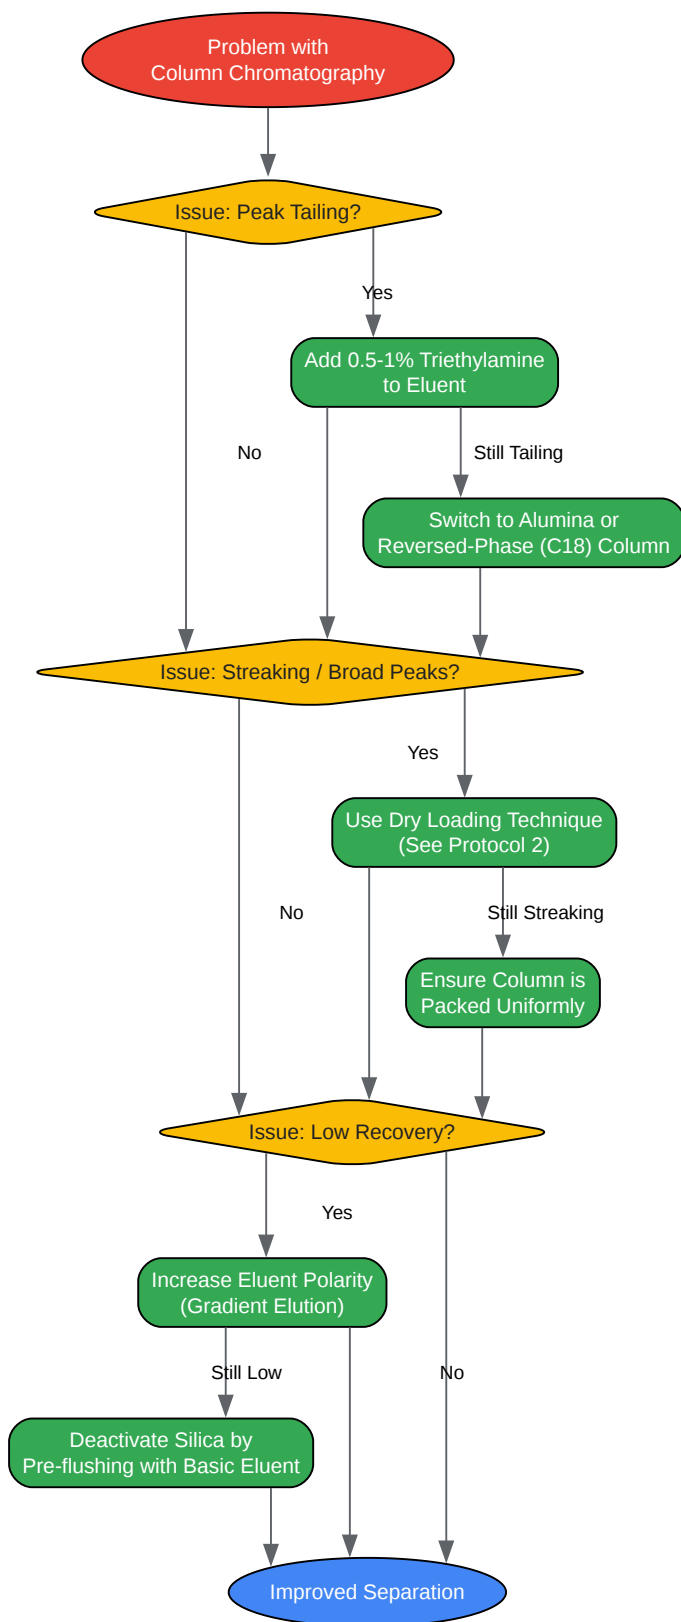 Problem with
Column Chromatography
Issue: Peak Tailing?
Yes
Add 0.5-1% Triethylamine
to Eluent
No
Still Tailing
Switch to Alumina or
Reversed-Phase (C18) Column
Issue: Streaking / Broad Peaks?
Yes
Use Dry Loading Technique
(See Protocol 2)
No
Still Streaking
Ensure Column is
Packed Uniformly
Issue: Low Recovery?
Yes
Increase Eluent Polarity
(Gradient Elution)
Still Low
No
Deactivate Silica by
Pre-flushing with Basic Eluent
Improved Separation